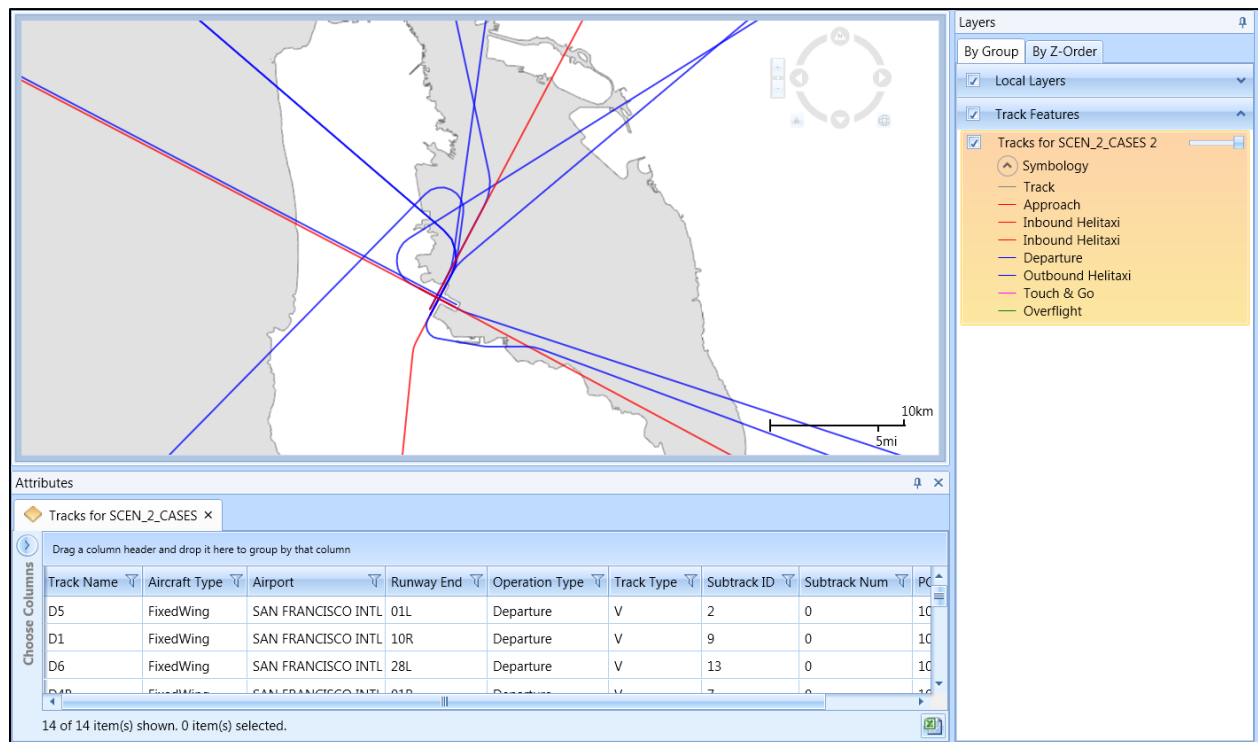 10km
5mi
Layers
By Group By Z-Order
Local Layers
Track Features
Tracks for SCEN_2_CASES 2
Symbology
Track
Approach
Inbound Helitaxi
Inbound Helitaxi
Departure
Outbound Helitaxi
Touch & Go
Overflight
Attributes
Tracks for SCEN_2_CASES
Choose Columns
Drag a column header and drop it here to group by that column
Track Name Aircraft Type Airport Runway End Operation Type Track Type Subtrack ID Subtrack Num
D5 FixedWing SAN FRANCISCO INTL 01L Departure V 2 0 10
D1 FixedWing SAN FRANCISCO INTL 10R Departure V 9 0 10
D6 FixedWing SAN FRANCISCO INTL 28L Departure V 13 0 10
14 of 14 item(s) shown. 0 item(s) selected.